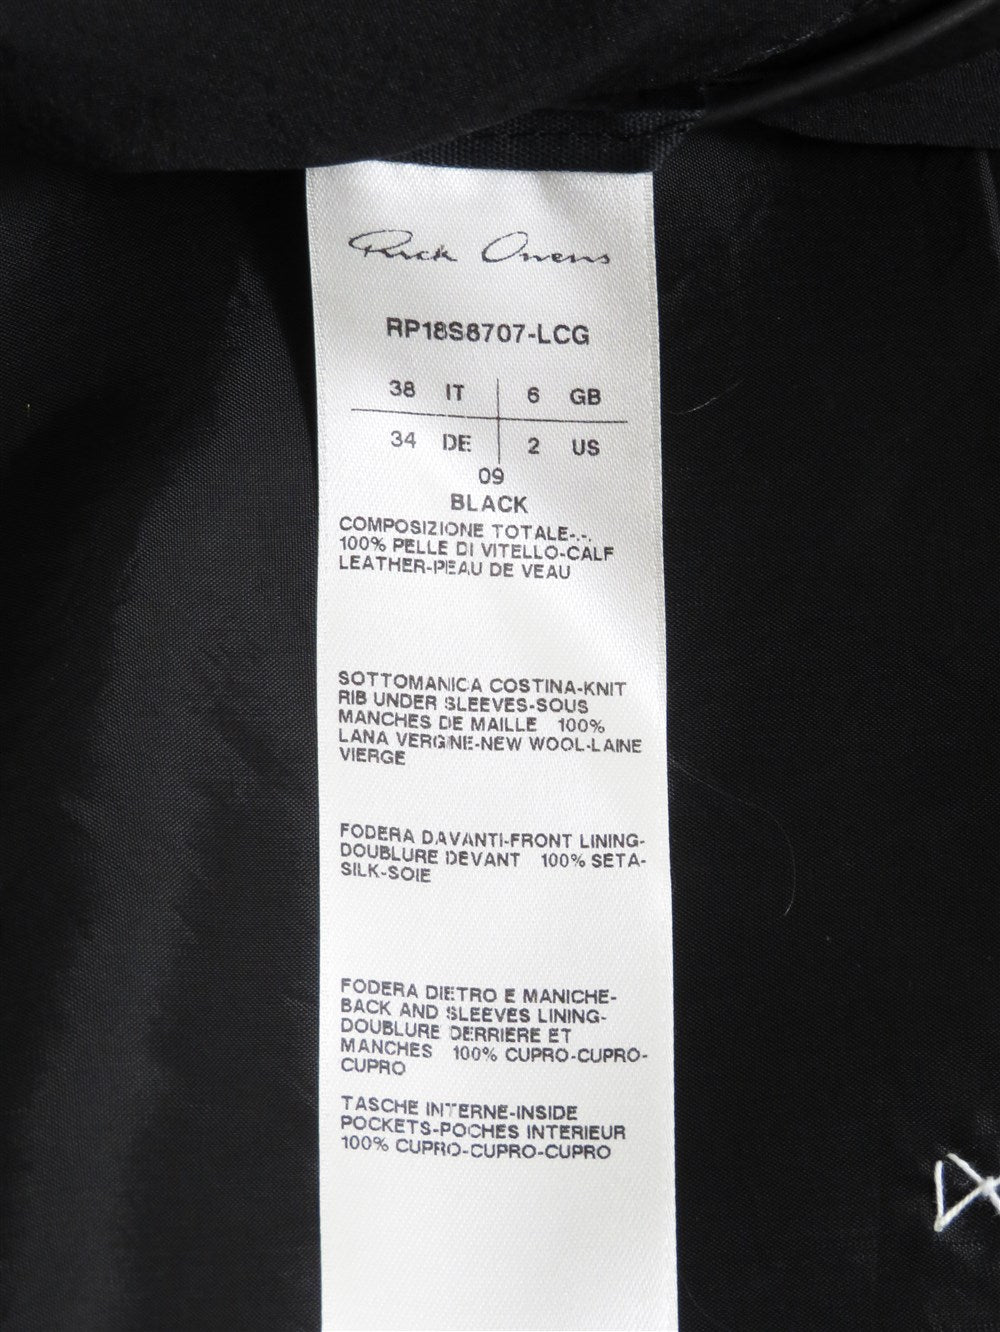 Rick Owens
RP18S8707-LCG
38 IT 6 GB
34 DE 2 US
09
BLACK
COMPOSIZIONE TOTALE-.-.
100% PELLE DI VITELLO-CALF
LEATHER-PEAU DE VEAU
SOTTOMANICA COSTINA-KNIT
RIB UNDER SLEEVES-SOUS
MANCHES DE MAILLE 100%
LANA VERGINE-NEW WOOL-LAINE
VIERGE
FODERA DAVANTI-FRONT LINING-
DOUBLURE DEVANT 100% SETA-
SILK-SOIE
FODERA DIETRO E MANICHE-
BACK AND SLEEVES LINING-
DOUBLURE DERRIERE ET
MANCHES 100% CUPRO-CUPRO-
CUPRO
TASCHE INTERNE-INSIDE
POCKETS-POCHES INTERIEUR
100% CUPRO-CUPRO-CUPRO